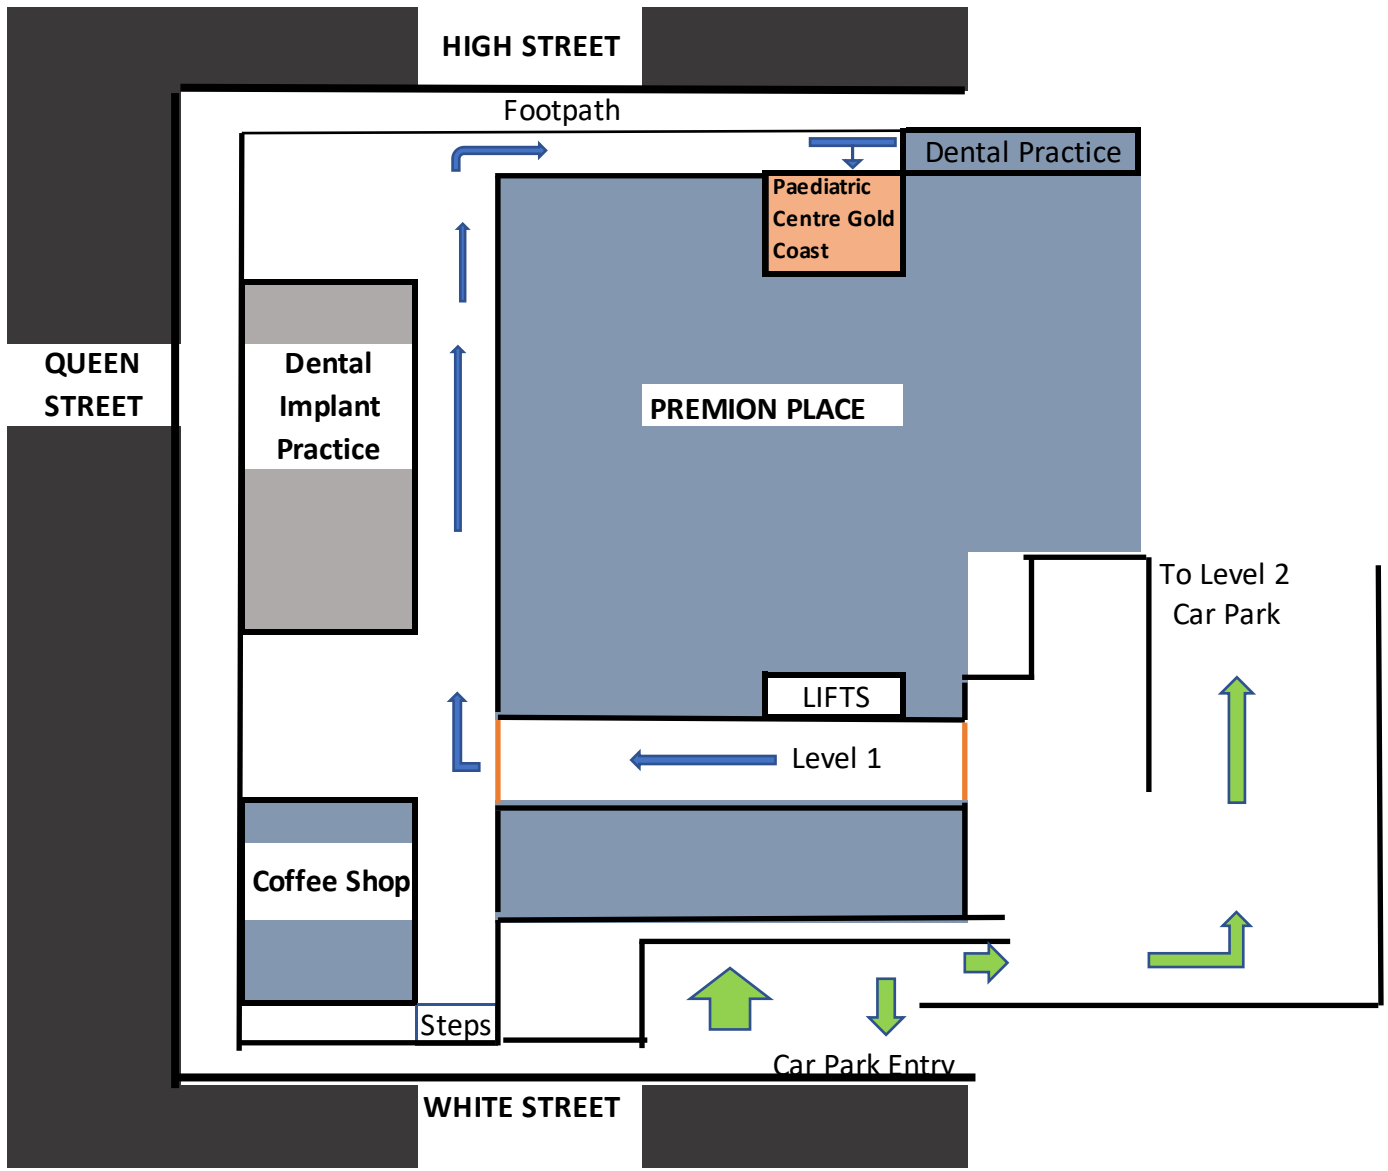 HIGH STREET
Footpath
Dental Practice
Paediatric
Centre Gold
Coast
QUEEN
STREET
Dental
Implant
Practice
PREMION PLACE
To Level 2
Car Park
LIFTS
Level 1
Coffee Shop
Steps
Car Park Entry
WHITE STREET